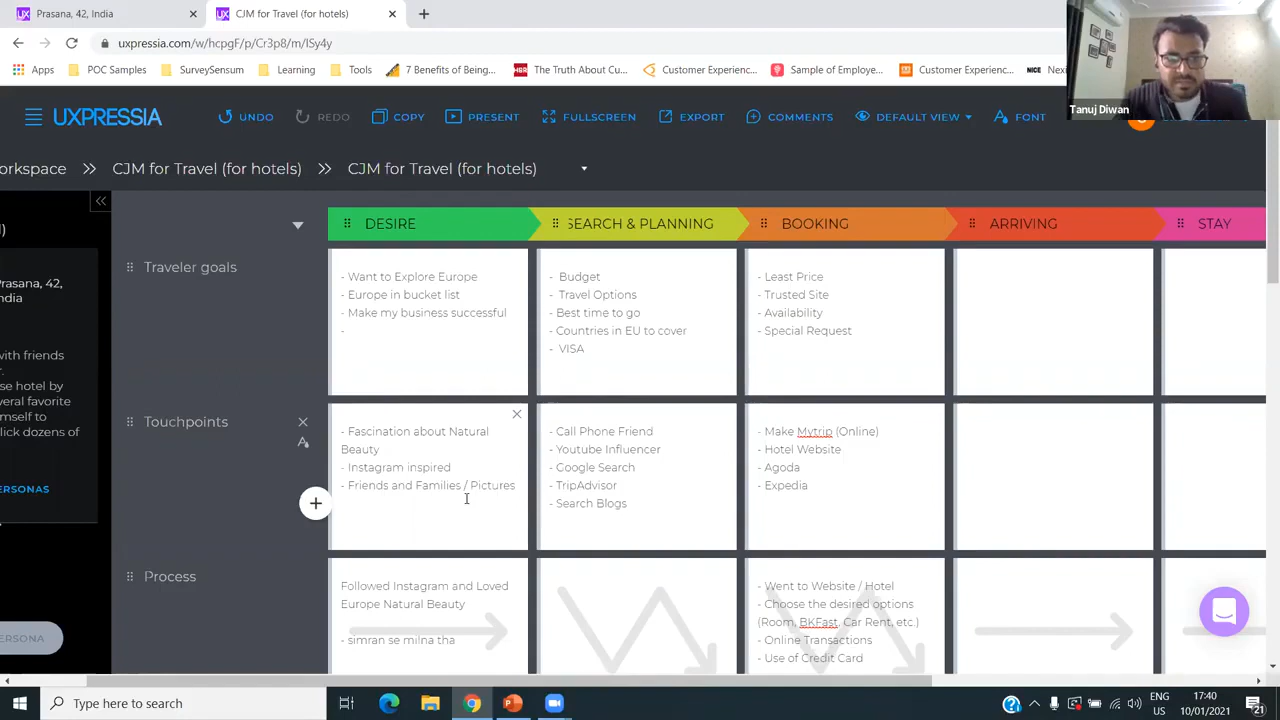 Prasana, 42, India
CJM for Travel (for hotels)
uxpressia.com/w/hcpgF/p/Cr3p8/m/lSy4y
Apps
POC Samples
SurveySensum
Learning
Tools
7 Benefits of Being...
The Truth About Cu...
Customer Experienc...
Sample of Employe...
Customer Experienc...
NICE
Tanuj Diwan
UXPRESSIA
UNDO
REDO
COPY
PRESENT
FULLSCREEN
EXPORT
COMMENTS
DEFAULT VIEW
FONT
orkspace
CJM for Travel (for hotels)
CJM for Travel (for hotels)
Prasana, 42,
ndia
with friends
r.
se hotel by
everal favorite
mself to
lick dozens of
ERSONAS
ERSONA
DESIRE
SEARCH & PLANNING
BOOKING
ARRIVING
STAY
Traveler goals
- Want to Explore Europe
- Europe in bucket list
- Make my business successful
-
- Budget
- Travel Options
- Best time to go
- Countries in EU to cover
- VISA
- Least Price
- Trusted Site
- Availability
- Special Request
Touchpoints
- Fascination about Natural
Beauty
- Instagram inspired
- Friends and Families / Pictures
- Call Phone Friend
- Youtube Influencer
- Google Search
- TripAdvisor
- Search Blogs
- Make Mytrip (Online)
- Hotel Website
- Agoda
- Expedia
Process
Followed Instagram and Loved
Europe Natural Beauty
- simran se milna tha
- Went to Website / Hotel
- Choose the desired options
(Room, BKFast, Car Rent, etc.)
- Online Transactions
- Use of Credit Card
Type here to search
ENG
US
17:40
10/01/2021
21